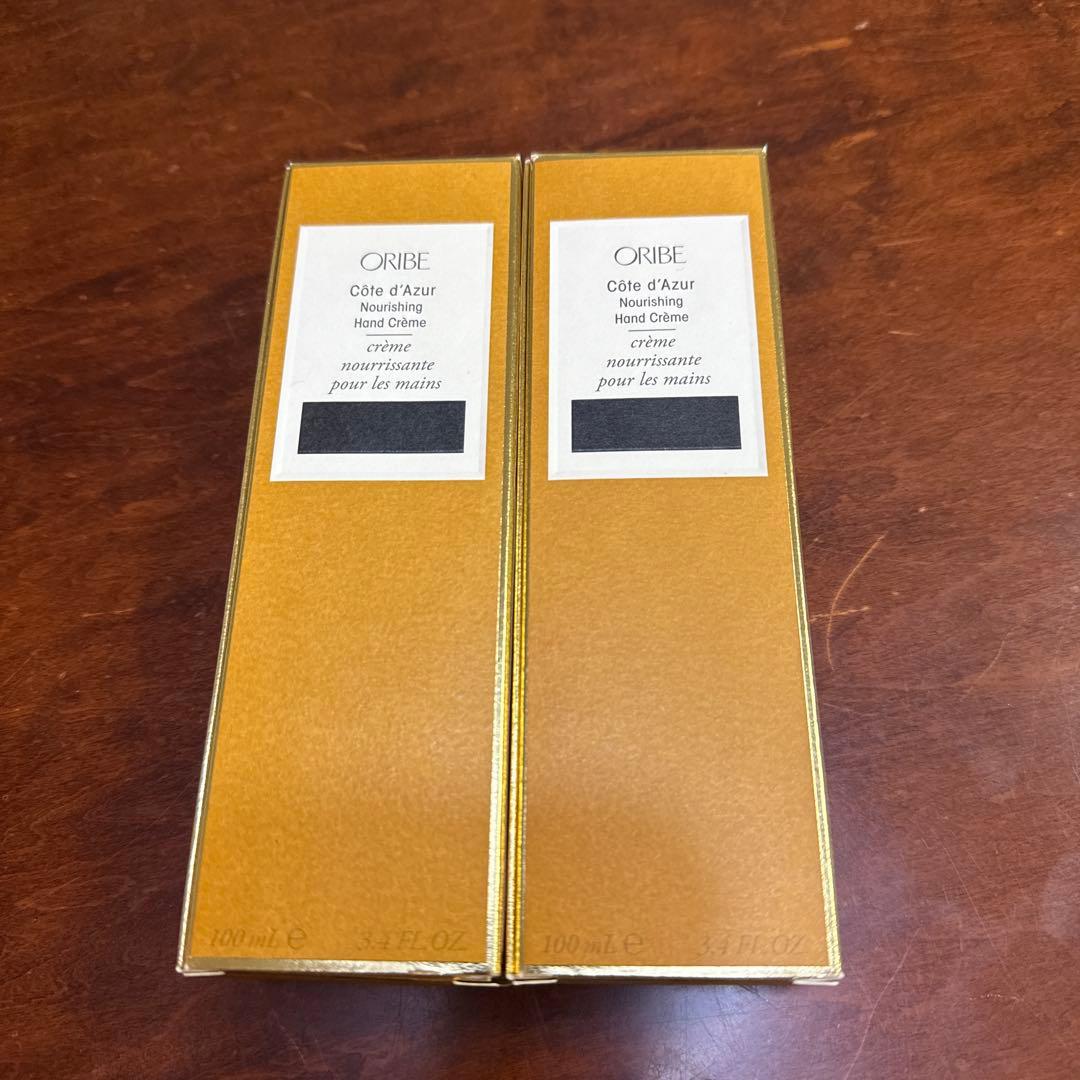 ORIBE
Côte d'Azur
Nourishing
Hand Crème
crème
nourrissante
pour les mains
100 mL ℮ 3.4 FL OZ
ORIBE
Côte d'Azur
Nourishing
Hand Crème
crème
nourrissante
pour les mains
100 mL ℮ 3.4 FL OZ